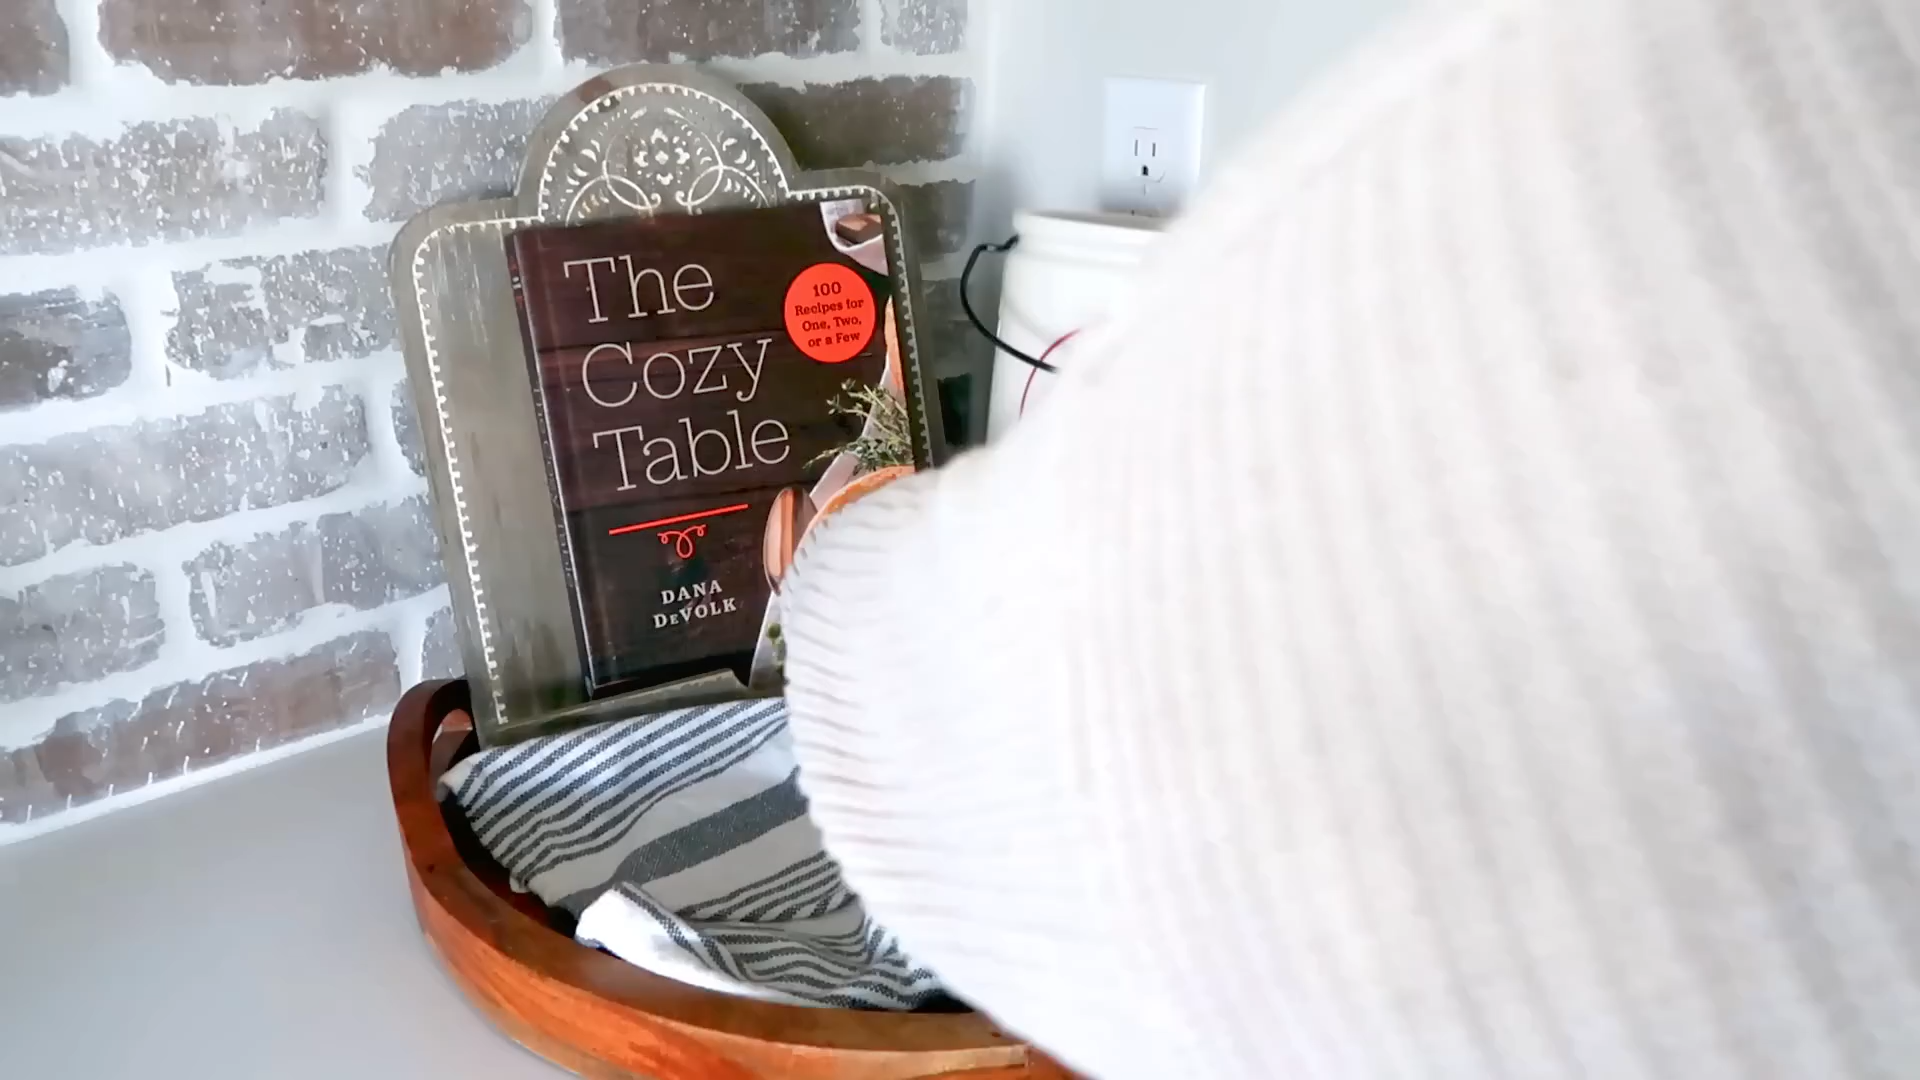 The
Cozy
Table
100
Recipes for
One, Two,
or a Few
DANA
DeVOLK